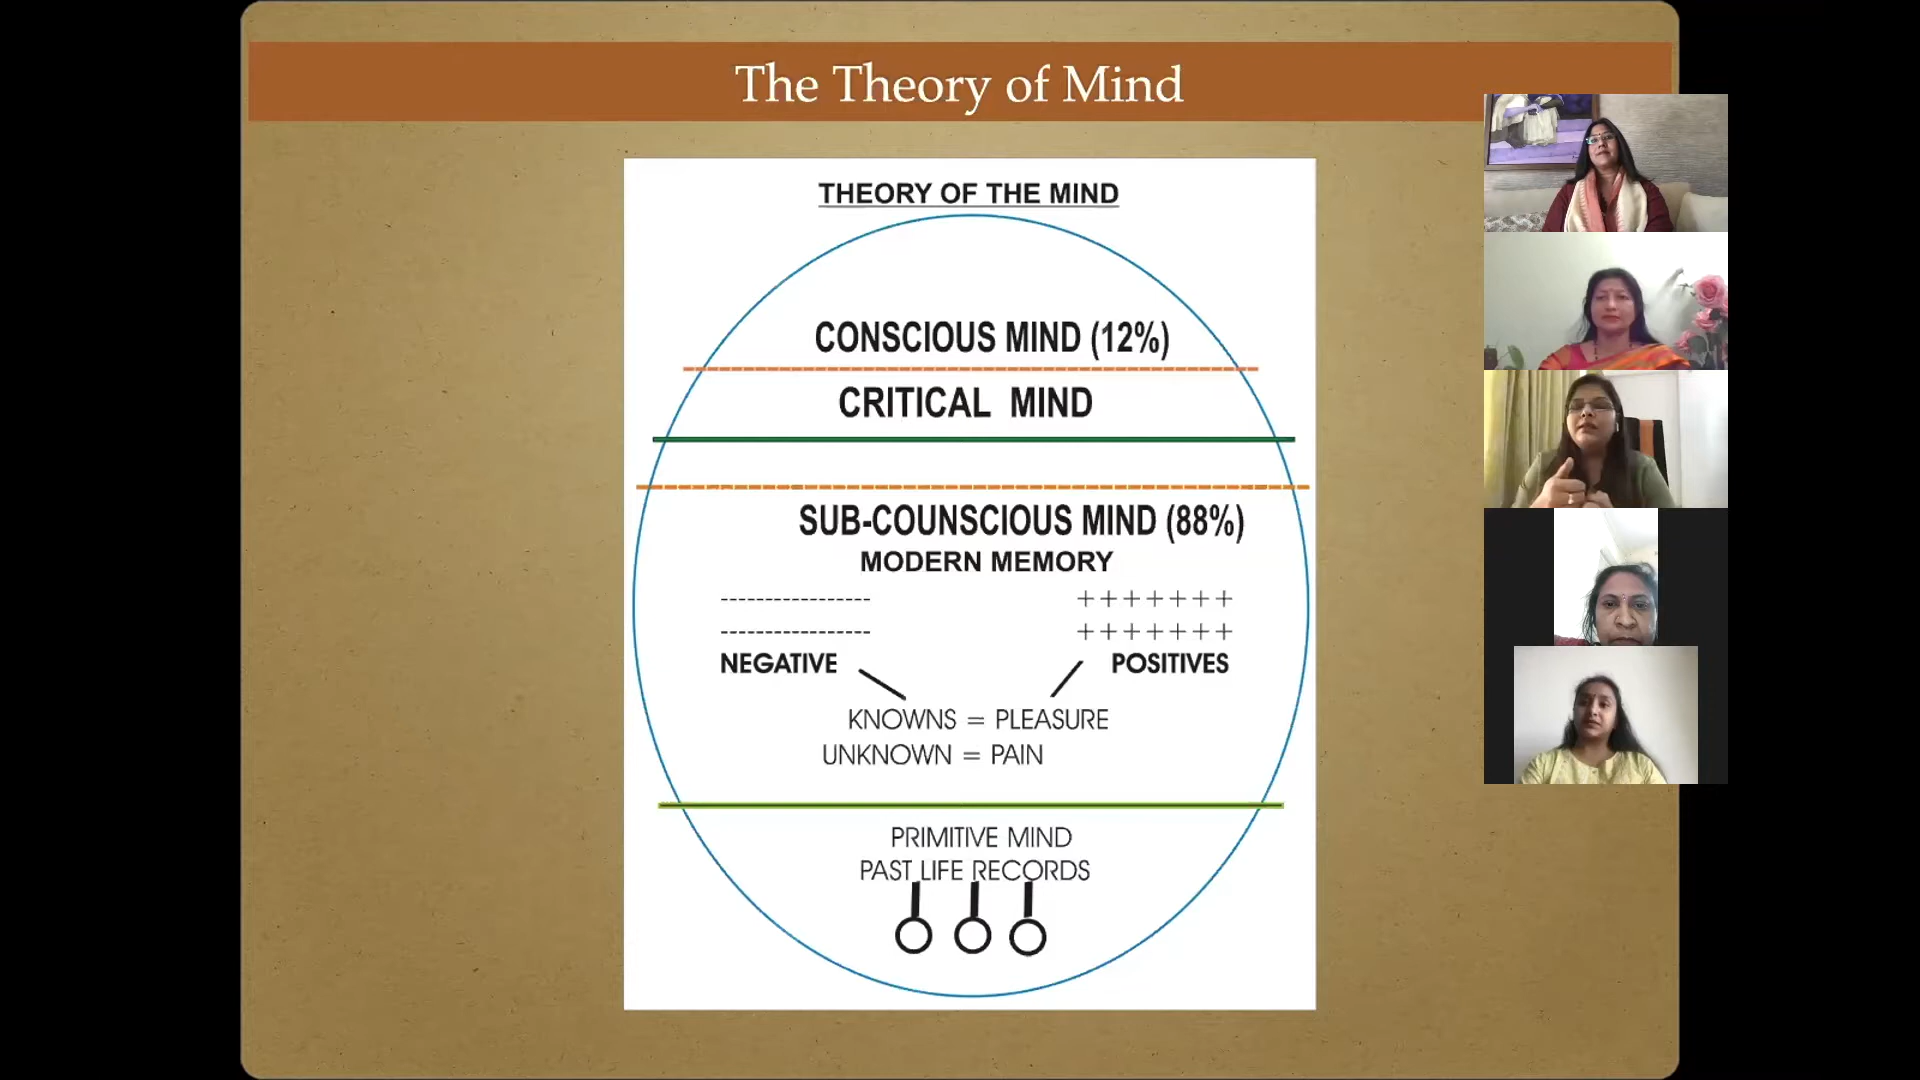 The Theory of Mind
THEORY OF THE MIND
CONSCIOUS MIND (12%)
CRITICAL MIND
SUB-COUNSCIOUS MIND (88%)
MODERN MEMORY
----------------- + + + + + + +
----------------- + + + + + + +
NEGATIVE POSITIVES
KNOWNS = PLEASURE
UNKNOWN = PAIN
PRIMITIVE MIND
PAST LIFE RECORDS